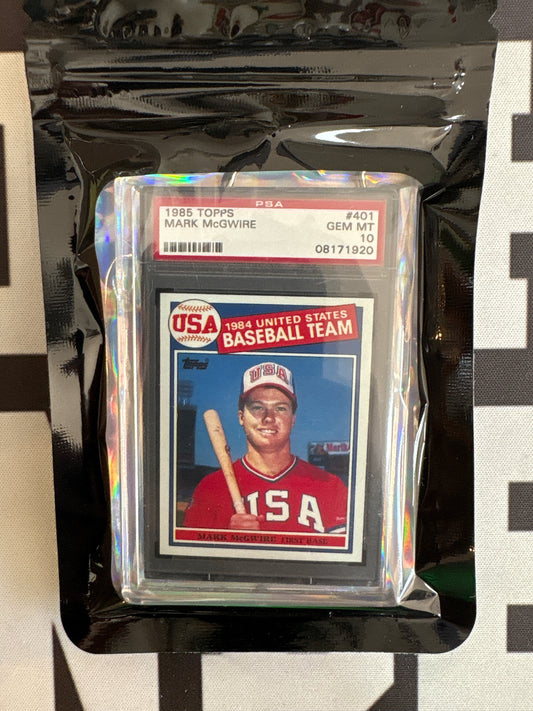 PSA
1985 TOPPS #401
MARK McGWIRE GEM MT
10
08171920
USA
1984 UNITED STATES
BASEBALL TEAM
Topps
USA
USA
MARK McGWIRE FIRST BASE